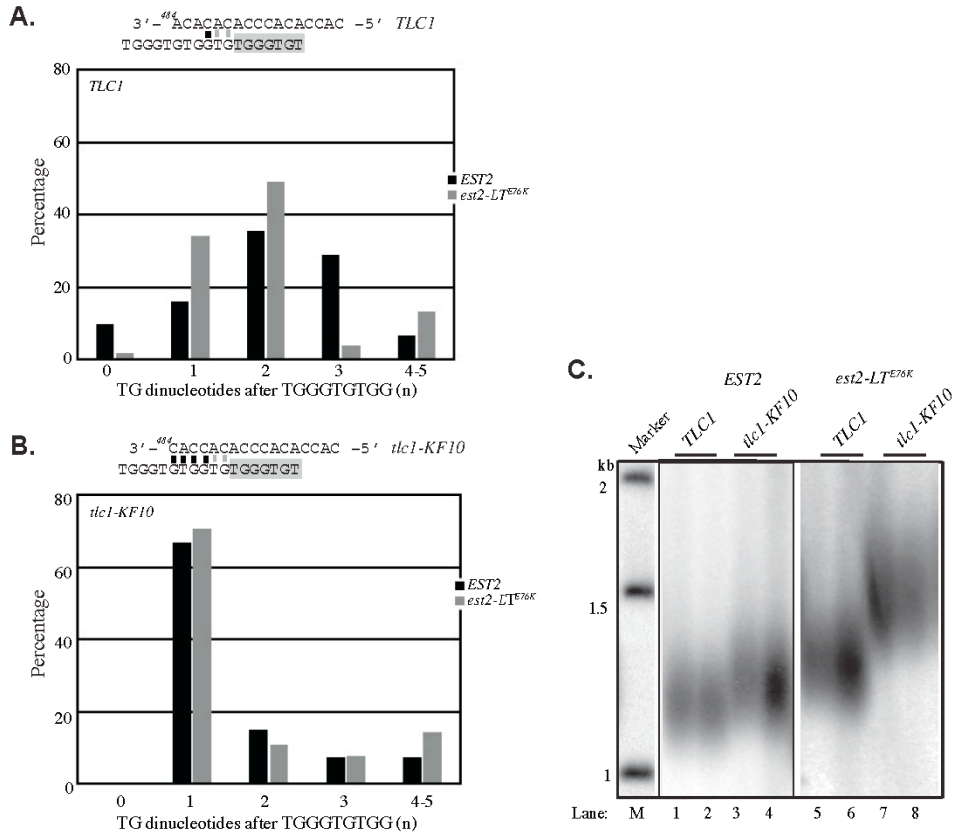 A.
3'–484ACACACACCCACACCAC –5' TLC1
TGGGTGTGGTGTGGGTGT
80
60
40
20
0
Percentage
TLC1
EST2
est2-LTE76K
0 1 2 3 4-5
TG dinucleotides after TGGGTGTGG (n)
B.
3'–484CACCACACCCACACCAC –5' tlc1-KF10
TGGGTGTGGTGTGGGTGT
80
60
40
20
0
Percentage
tlc1-KF10
EST2
est2-LTE76K
0 1 2 3 4-5
TG dinucleotides after TGGGTGTGG (n)
C.
EST2 est2-LTE76K
Marker TLC1 tlc1-KF10 TLC1 tlc1-KF10
kb
2
1.5
1
Lane: M 1 2 3 4 5 6 7 8